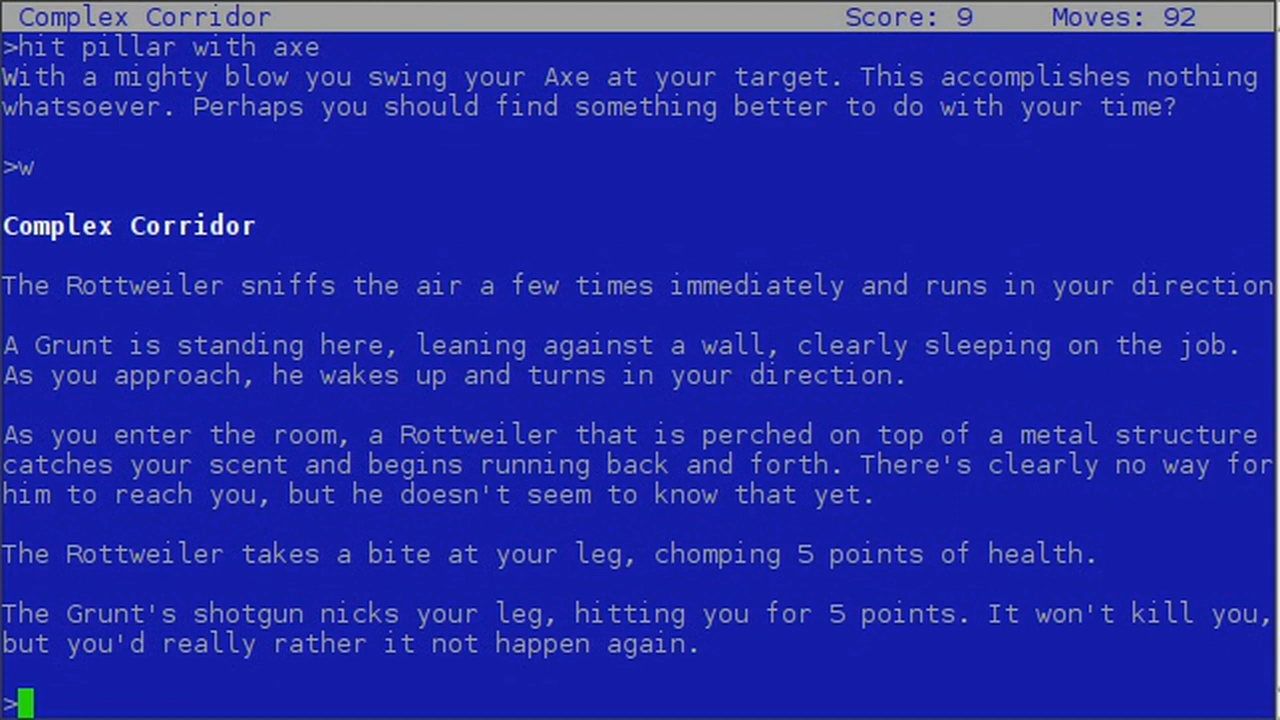 Complex Corridor Score: 9 Moves: 92
>hit pillar with axe
With a mighty blow you swing your Axe at your target. This accomplishes nothing
whatsoever. Perhaps you should find something better to do with your time?
>w
Complex Corridor
The Rottweiler sniffs the air a few times immediately and runs in your direction
A Grunt is standing here, leaning against a wall, clearly sleeping on the job.
As you approach, he wakes up and turns in your direction.
As you enter the room, a Rottweiler that is perched on top of a metal structure
catches your scent and begins running back and forth. There's clearly no way for
him to reach you, but he doesn't seem to know that yet.
The Rottweiler takes a bite at your leg, chomping 5 points of health.
The Grunt's shotgun nicks your leg, hitting you for 5 points. It won't kill you,
but you'd really rather it not happen again.
>